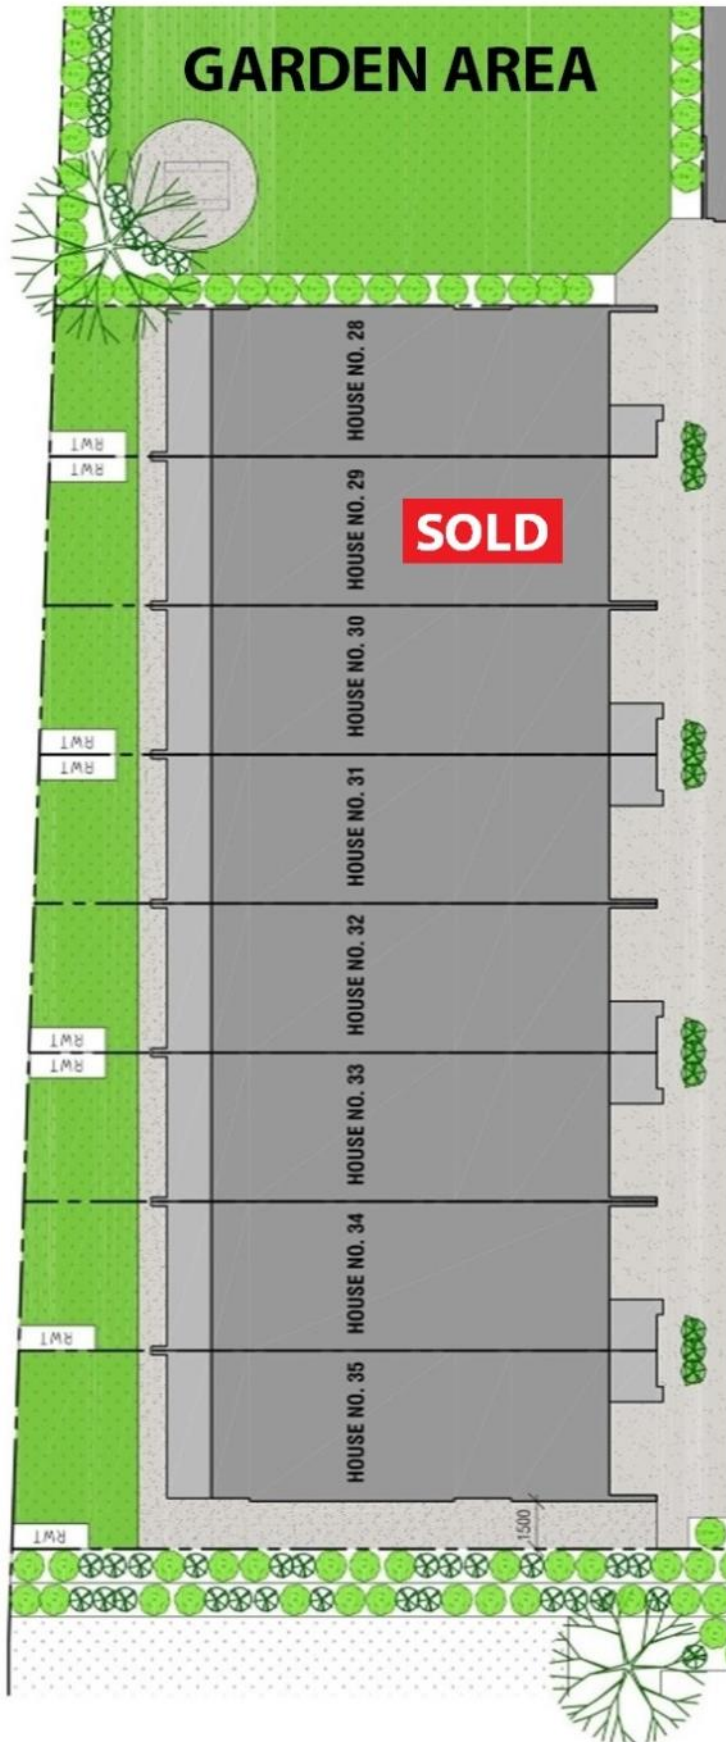 GARDEN AREA
HOUSE NO. 28
RWT
RWT
HOUSE NO. 29
SOLD
HOUSE NO. 30
RWT
RWT
HOUSE NO. 31
HOUSE NO. 32
RWT
RWT
HOUSE NO. 33
HOUSE NO. 34
RWT
HOUSE NO. 35
1500
RWT